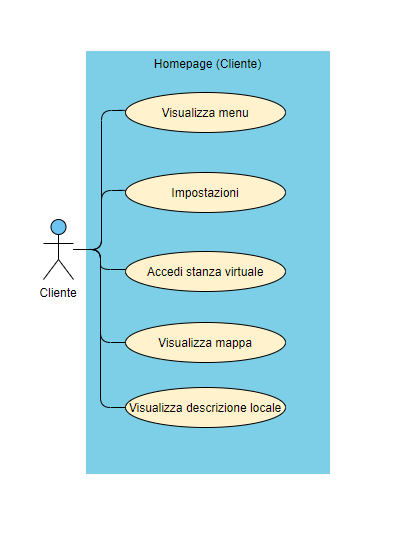 Homepage (Cliente)
Visualizza menu
Impostazioni
Accedi stanza virtuale
Cliente
Visualizza mappa
Visualizza descrizione locale